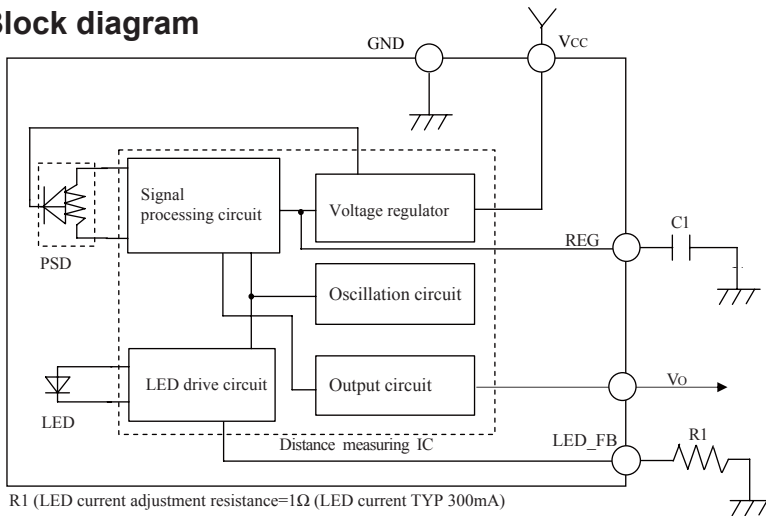 Block diagram
GND
Vcc
Signal
processing circuit
Voltage regulator
C1
REG
PSD
Oscillation circuit
LED drive circuit
Output circuit
Vo
LED
Distance measuring IC
LED_FB
R1
R1 (LED current adjustment resistance=1Ω (LED current TYP 300mA)